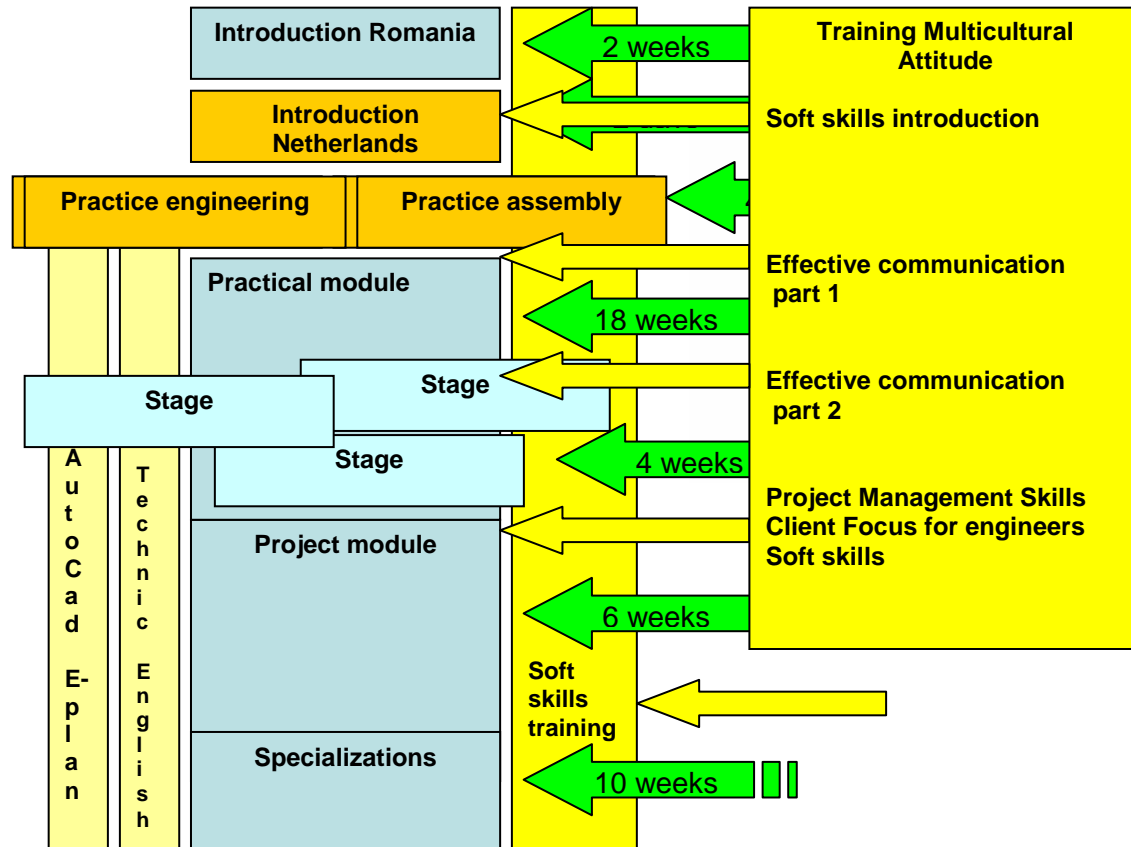 Introduction Romania
2 weeks
Training Multicultural
Attitude
Introduction
Netherlands
Soft skills introduction
Practice engineering
Practice assembly
Practical module
Effective communication
part 1
18 weeks
Stage
Stage
Effective communication
part 2
Stage
4 weeks
Project Management Skills
Client Focus for engineers
Soft skills
Project module
6 weeks
AutoCad E-
plan
Technic English
Soft
skills
training
Specializations
10 weeks